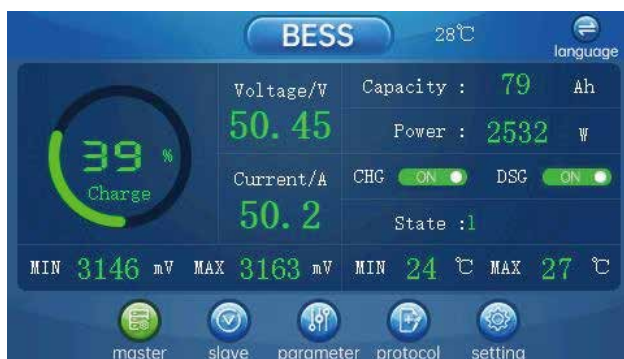 BESS
28℃
language
39 %
Charge
Voltage/V
50.45
Current/A
50.2
Capacity : 79 Ah
Power : 2532 W
CHG ON DSG ON
State :1
MIN 3146 mV MAX 3163 mV MIN 24 ℃ MAX 27 ℃
master slave parameter protocol setting